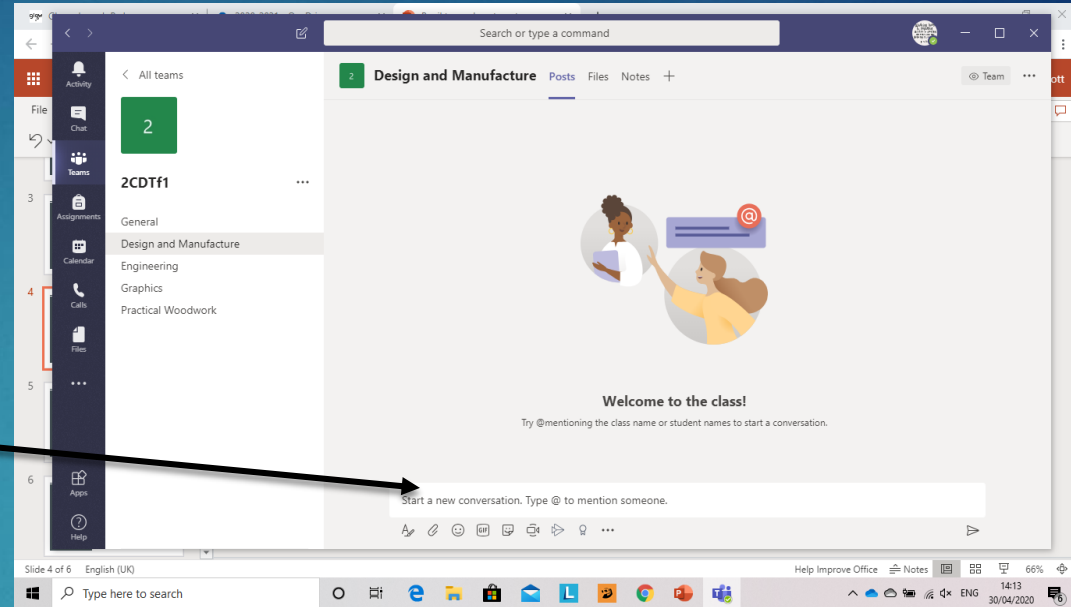 Search or type a command
ott
File
Activity
Chat
Teams
Assignments
Calendar
Calls
Files
Apps
Help
All teams
2
2CDTf1
General
Design and Manufacture
Engineering
Graphics
Practical Woodwork
2 Design and Manufacture Posts Files Notes
Team
Welcome to the class!
Try @mentioning the class name or student names to start a conversation.
Start a new conversation. Type @ to mention someone.
GIF
3
4
5
6
Slide 4 of 6 English (UK)
Help Improve Office Notes 66%
Type here to search
ENG
14:13
30/04/2020
6